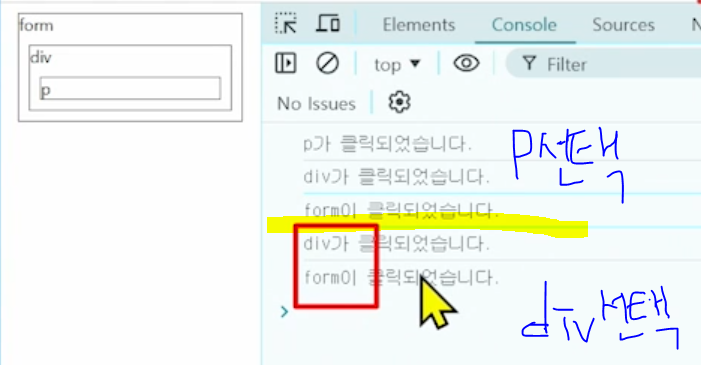 form
div
p
Elements Console Sources
top ▼ Filter
No Issues
p가 클릭되었습니다.
div가 클릭되었습니다.
form이 클릭되었습니다.
p선택
div가 클릭되었습니다.
form이 클릭되었습니다.
div선택